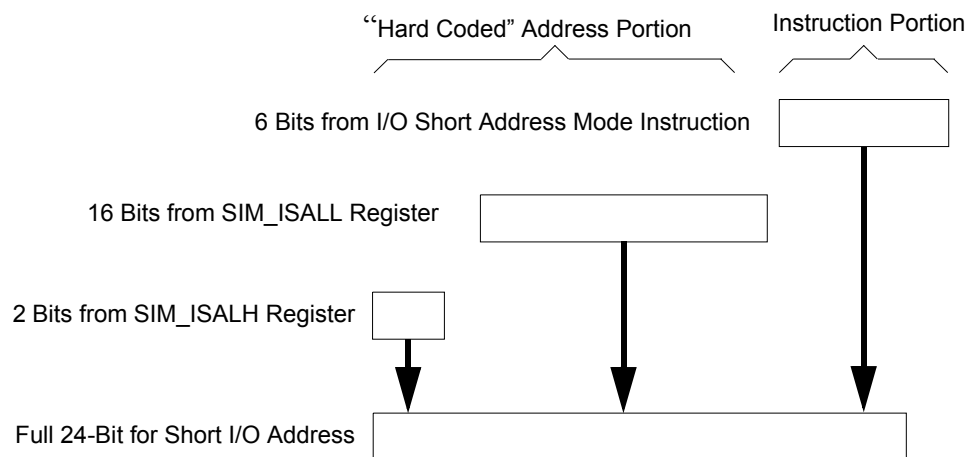 “Hard Coded” Address Portion
Instruction Portion
6 Bits from I/O Short Address Mode Instruction
16 Bits from SIM_ISALL Register
2 Bits from SIM_ISALH Register
Full 24-Bit for Short I/O Address